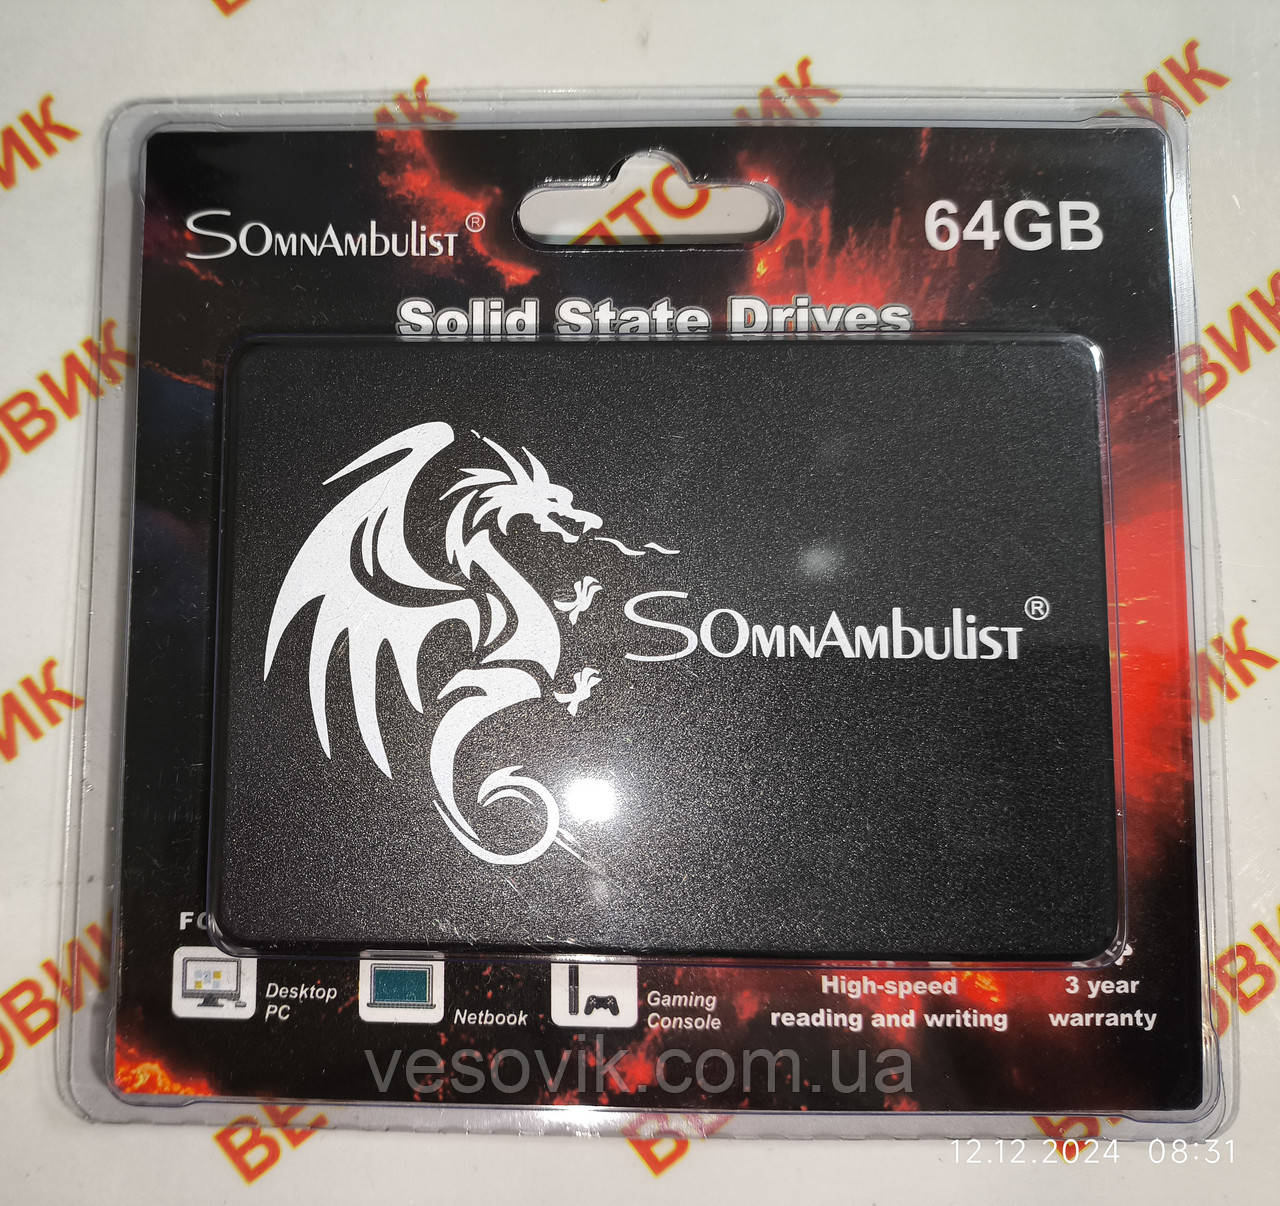 SOMNAMBULIST®
64GB
Solid State Drives
SOMNAMBULIST®
Desktop
PC
Netbook
Gaming
Console
High-speed
reading and writing
3 year
warranty
vesovik.com.ua
12.12.2024 08:31